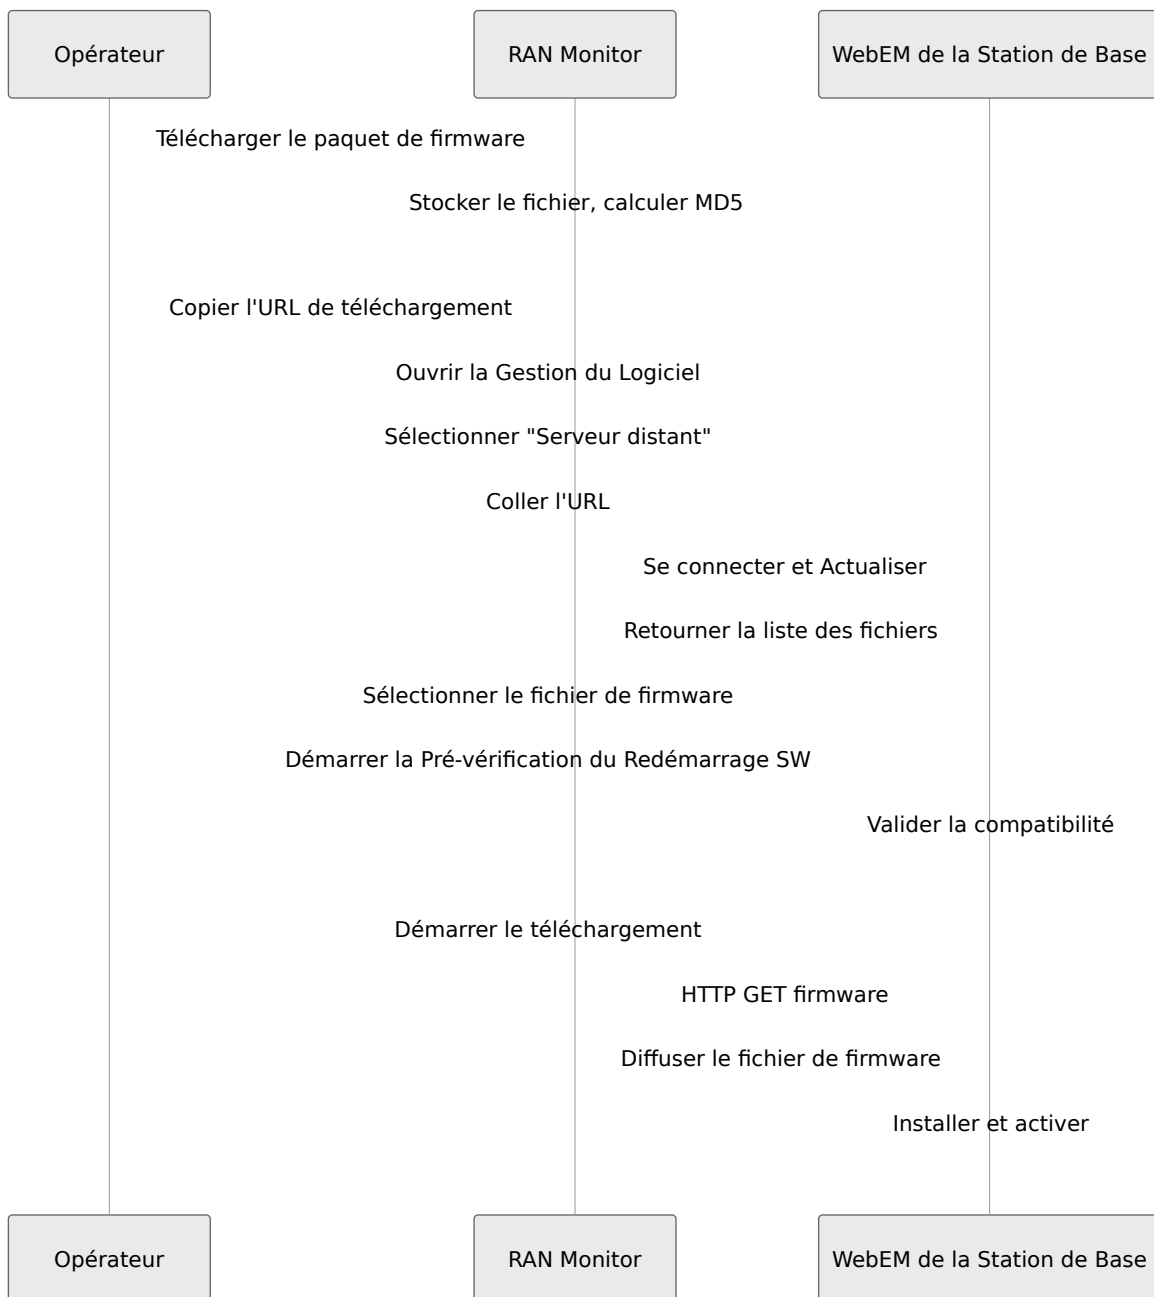 Opérateur
RAN Monitor
WebEM de la Station de Base
Télécharger le paquet de firmware
Stocker le fichier, calculer MD5
Copier l'URL de téléchargement
Ouvrir la Gestion du Logiciel
Sélectionner "Serveur distant"
Coller l'URL
Se connecter et Actualiser
Retourner la liste des fichiers
Sélectionner le fichier de firmware
Démarrer la Pré-vérification du Redémarrage SW
Valider la compatibilité
Démarrer le téléchargement
HTTP GET firmware
Diffuser le fichier de firmware
Installer et activer
Opérateur
RAN Monitor
WebEM de la Station de Base